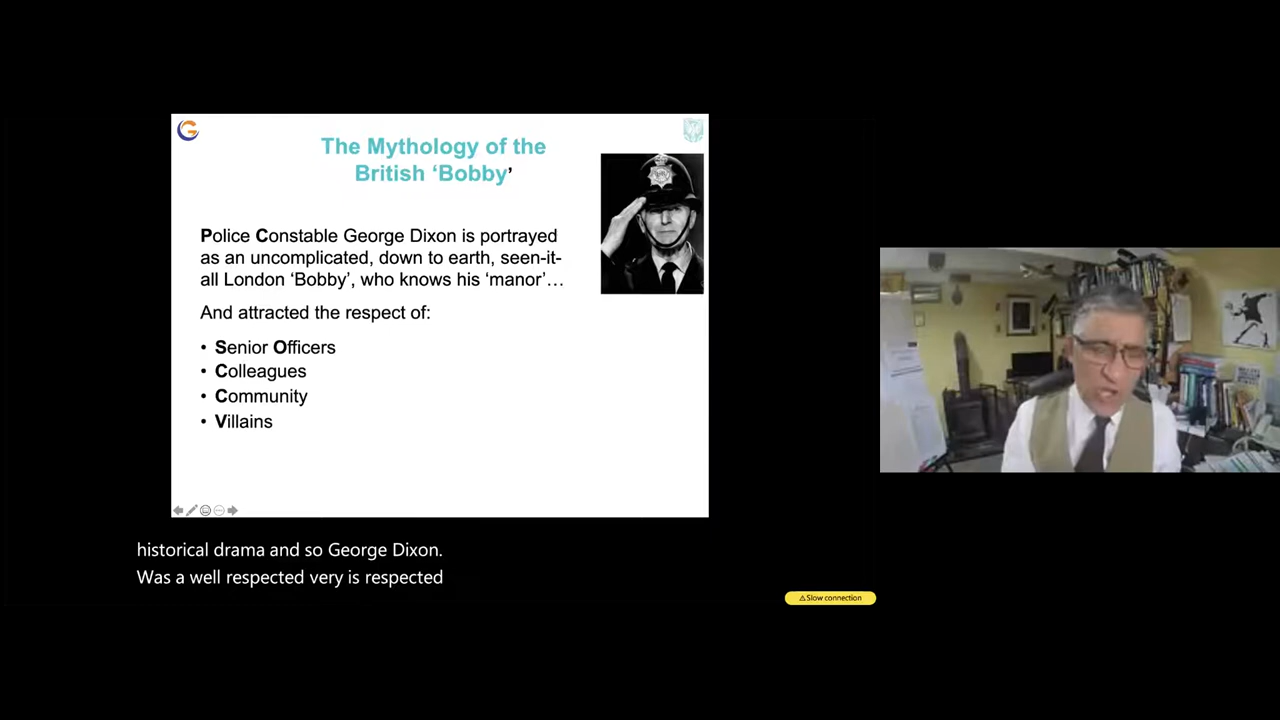 The Mythology of the
British ‘Bobby’
Police Constable George Dixon is portrayed
as an uncomplicated, down to earth, seen-it-
all London ‘Bobby’, who knows his ‘manor’…
And attracted the respect of:
• Senior Officers
• Colleagues
• Community
• Villains
historical drama and so George Dixon.
Was a well respected very is respected
⚠Slow connection